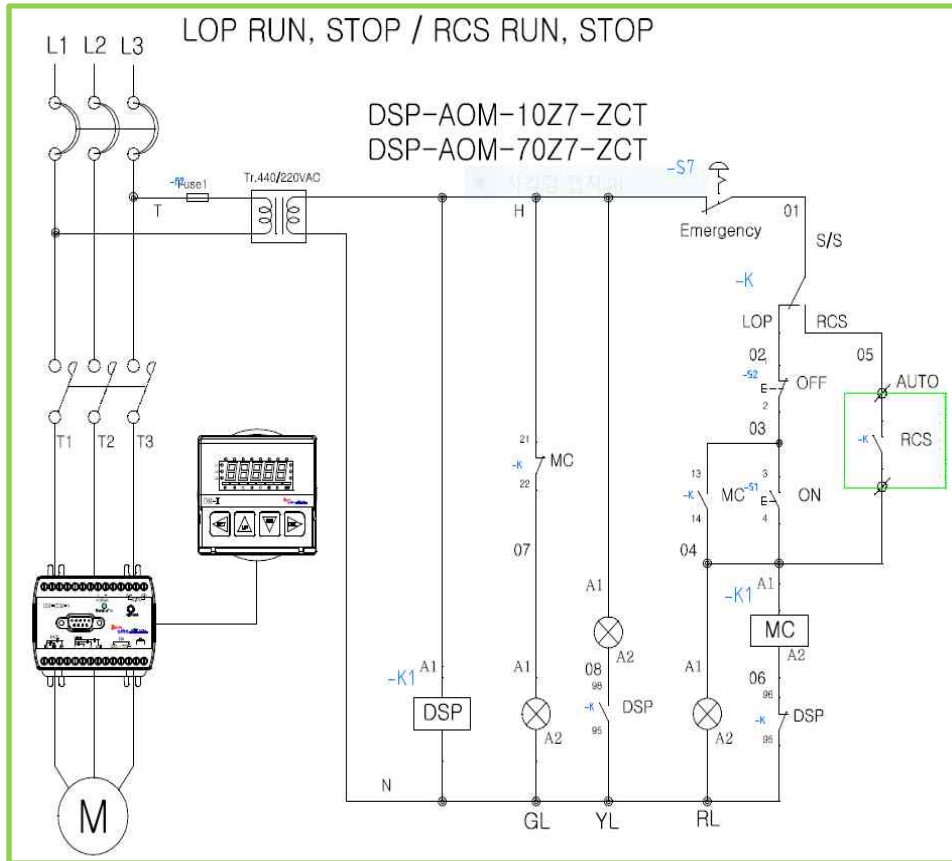 LOP RUN, STOP / RCS RUN, STOP
L1 L2 L3
DSP-AOM-10Z7-ZCT
DSP-AOM-70Z7-ZCT
Tr.440/220VAC
-S7
T
H
01
Emergency
S/S
-K
LOP
RCS
02
05
-S2
OFF
AUTO
1
2
03
-K
RCS
T1 T2 T3
21
-K
MC
22
13
-K
MC
14
3
-S1
ON
4
07
04
A1
-K1
MC
A2
A1
A2
08
98
-K
DSP
95
06
96
-K
DSP
95
-K1
A1
DSP
A1
A2
A1
A2
N
M
GL
YL
RL